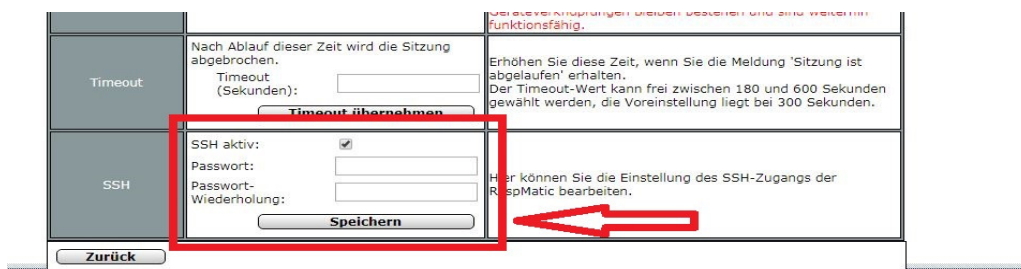 Geräteverknüpfungen bleiben bestehen und sind weiterhin
funktionsfähig.
Timeout
Nach Ablauf dieser Zeit wird die Sitzung
abgebrochen.
Timeout
(Sekunden):
Timeout übernehmen
Erhöhen Sie diese Zeit, wenn Sie die Meldung 'Sitzung ist
abgelaufen' erhalten.
Der Timeout-Wert kann frei zwischen 180 und 600 Sekunden
gewählt werden, die Voreinstellung liegt bei 300 Sekunden.
SSH
SSH aktiv:
Passwort:
Passwort-
Wiederholung:
Speichern
Hier können Sie die Einstellung des SSH-Zugangs der
RaspMatic bearbeiten.
Zurück